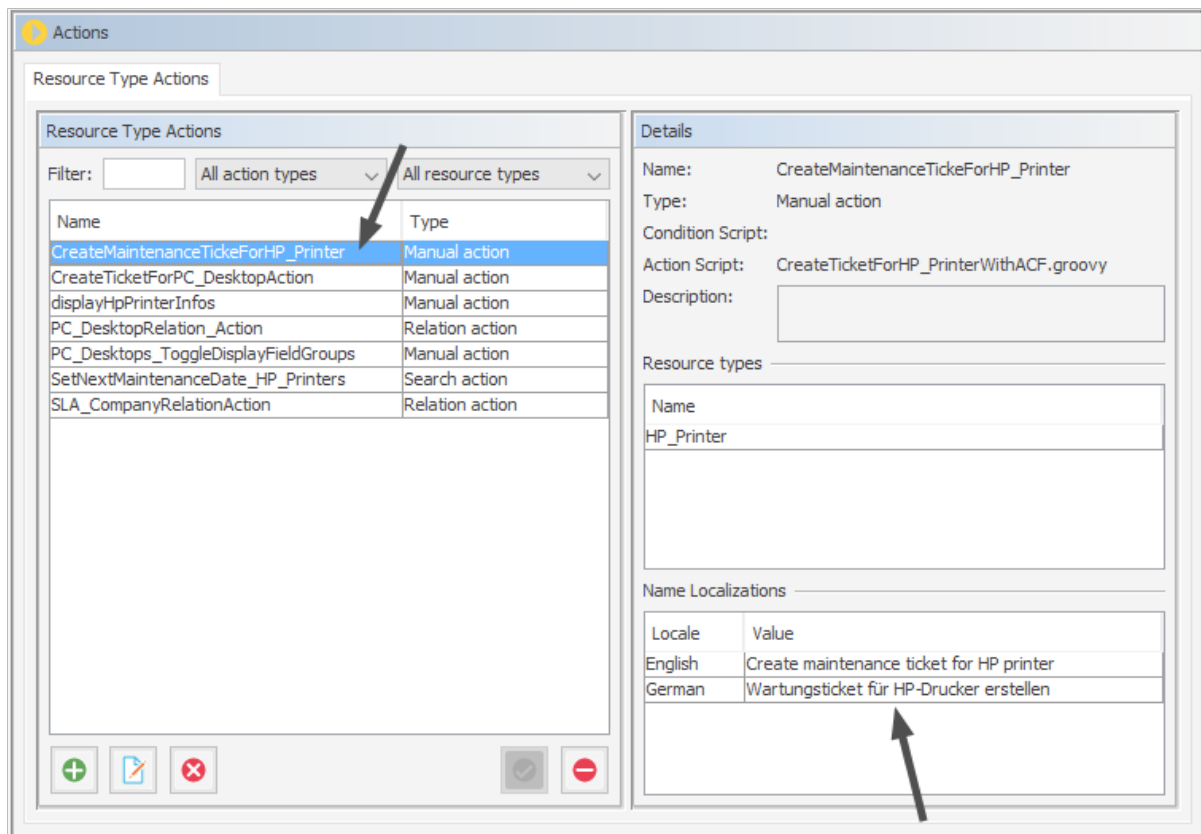 Actions
Resource Type Actions
Resource Type Actions
Filter: All action types All resource types
Name Type
CreateMaintenanceTickeForHP_Printer Manual action
CreateTicketForPC_DesktopAction Manual action
displayHpPrinterInfos Manual action
PC_DesktopRelation_Action Relation action
PC_Desktops_ToggleDisplayFieldGroups Manual action
SetNextMaintenanceDate_HP_Printers Search action
SLA_CompanyRelationAction Relation action
Details
Name: CreateMaintenanceTickeForHP_Printer
Type: Manual action
Condition Script:
Action Script: CreateTicketForHP_PrinterWithACF.groovy
Description:
Resource types
Name
HP_Printer
Name Localizations
Locale Value
English Create maintenance ticket for HP printer
German Wartungsticket für HP-Drucker erstellen